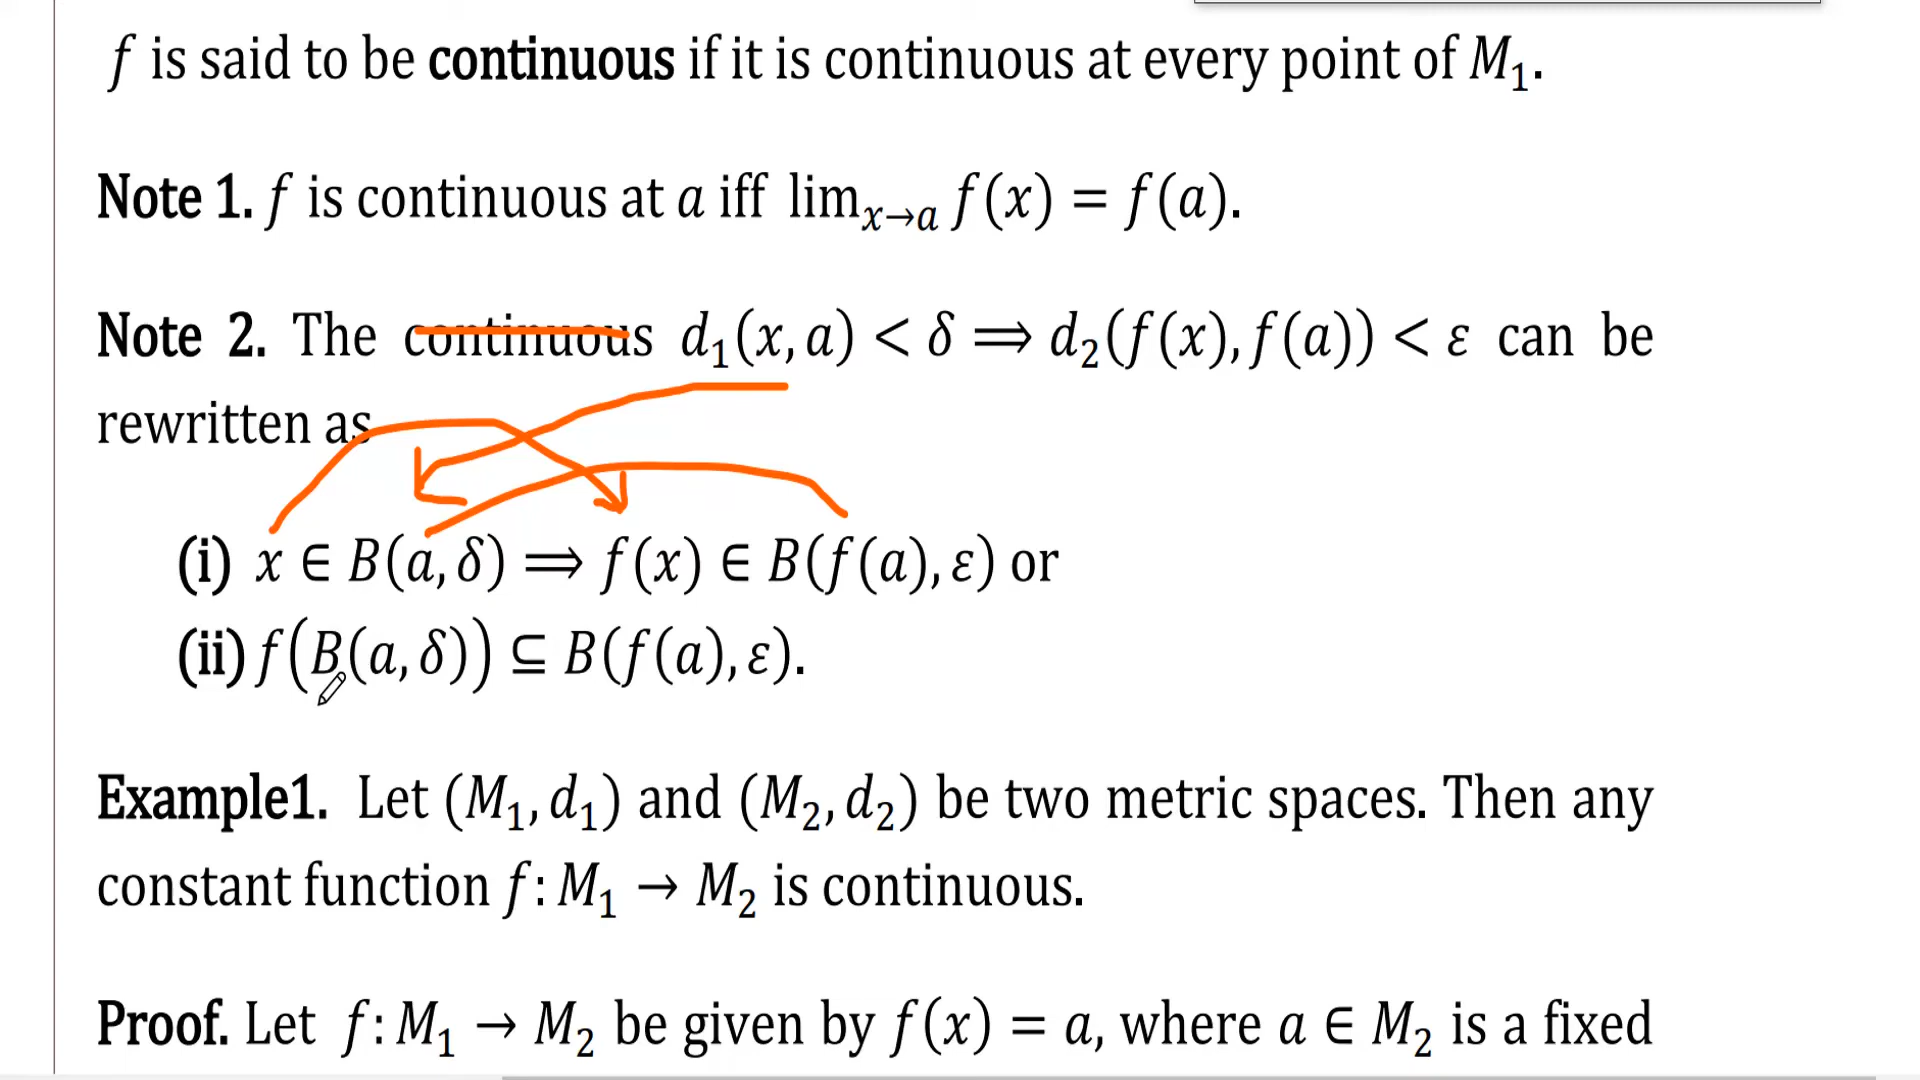 f is said to be continuous if it is continuous at every point of M₁.
Note 1. f is continuous at a iff limₓ→ₐ f(x) = f(a).
Note 2. The continuous d₁(x, a) < δ ⟹ d₂(f(x), f(a)) < ε can be
rewritten as
(i) x ∈ B(a, δ) ⟹ f(x) ∈ B(f(a), ε) or
(ii) f(B(a, δ)) ⊆ B(f(a), ε).
Example1. Let (M₁, d₁) and (M₂, d₂) be two metric spaces. Then any
constant function f: M₁ → M₂ is continuous.
Proof. Let f: M₁ → M₂ be given by f(x) = a, where a ∈ M₂ is a fixed